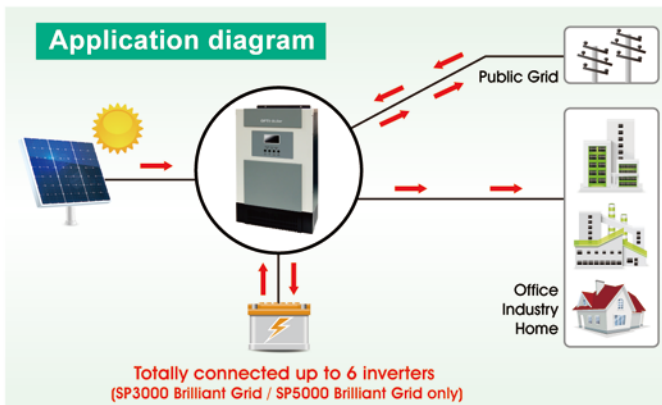 Application diagram
Public Grid
Office
Industry
Home
Totally connected up to 6 inverters
(SP3000 Brilliant Grid / SP5000 Brilliant Grid only)